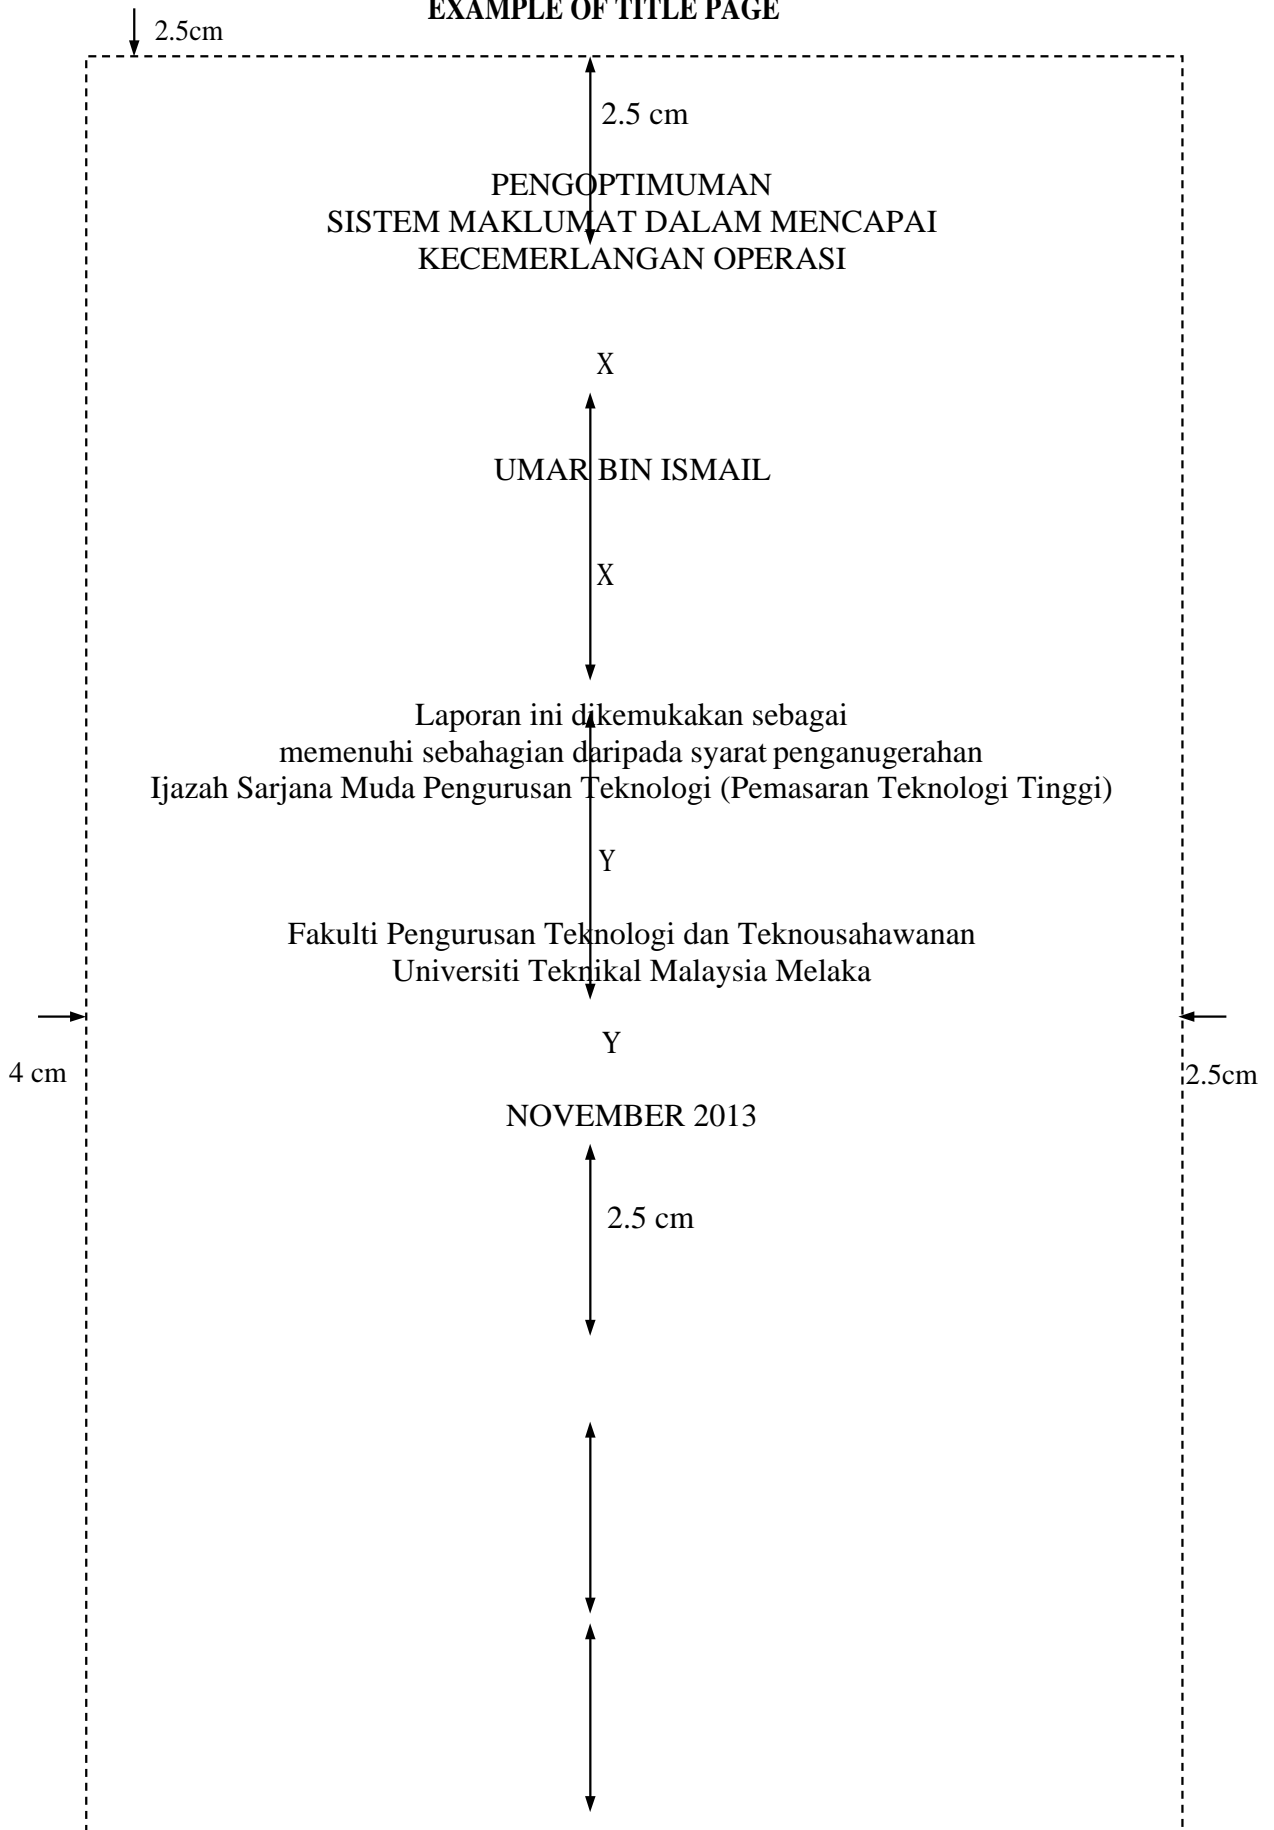 EXAMPLE OF TITLE PAGE
2.5cm
2.5 cm
PENGOPTIMUMAN
SISTEM MAKLUMAT DALAM MENCAPAI
KECEMERLANGAN OPERASI
X
UMAR BIN ISMAIL
X
Laporan ini dikemukakan sebagai
memenuhi sebahagian daripada syarat penganugerahan
Ijazah Sarjana Muda Pengurusan Teknologi (Pemasaran Teknologi Tinggi)
Y
Fakulti Pengurusan Teknologi dan Teknousahawanan
Universiti Teknikal Malaysia Melaka
Y
4 cm
2.5cm
NOVEMBER 2013
2.5 cm